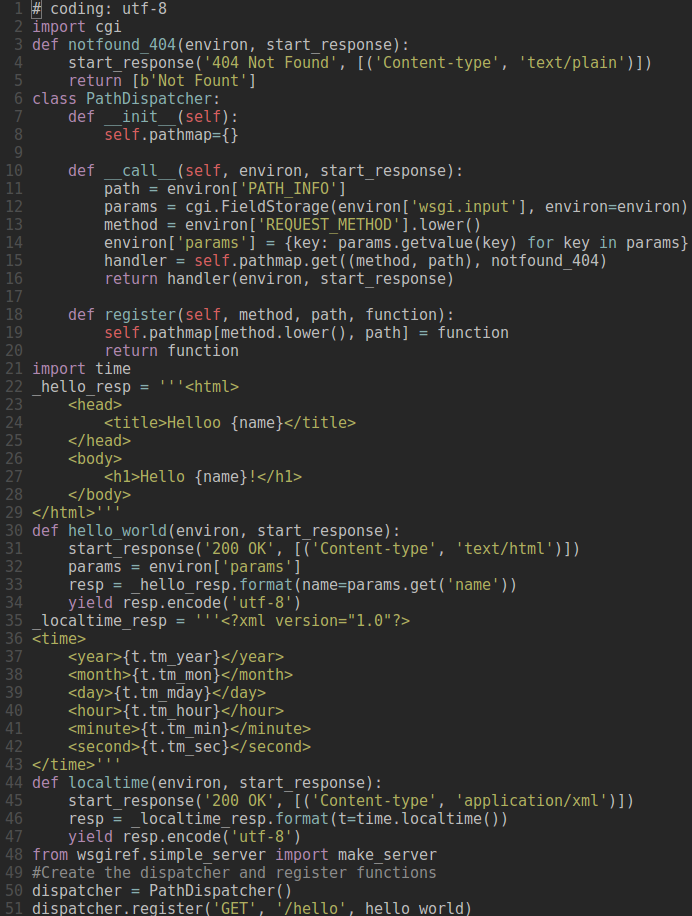 1 # coding: utf-8
2 import cgi
3 def notfound_404(environ, start_response):
4     start_response('404 Not Found', [('Content-type', 'text/plain')])
5     return [b'Not Fount']
6 class PathDispatcher:
7     def __init__(self):
8         self.pathmap={}
9
10     def __call__(self, environ, start_response):
11         path = environ['PATH_INFO']
12         params = cgi.FieldStorage(environ['wsgi.input'], environ=environ)
13         method = environ['REQUEST_METHOD'].lower()
14         environ['params'] = {key: params.getvalue(key) for key in params}
15         handler = self.pathmap.get((method, path), notfound_404)
16         return handler(environ, start_response)
17
18     def register(self, method, path, function):
19         self.pathmap[method.lower(), path] = function
20         return function
21 import time
22 _hello_resp = '''<html>
23     <head>
24         <title>Helloo {name}</title>
25     </head>
26     <body>
27         <h1>Hello {name}!</h1>
28     </body>
29 </html>'''
30 def hello_world(environ, start_response):
31     start_response('200 OK', [('Content-type', 'text/html')])
32     params = environ['params']
33     resp = _hello_resp.format(name=params.get('name'))
34     yield resp.encode('utf-8')
35 _localtime_resp = '''<?xml version="1.0"?>
36 <time>
37     <year>{t.tm_year}</year>
38     <month>{t.tm_mon}</month>
39     <day>{t.tm_mday}</day>
40     <hour>{t.tm_hour}</hour>
41     <minute>{t.tm_min}</minute>
42     <second>{t.tm_sec}</second>
43 </time>'''
44 def localtime(environ, start_response):
45     start_response('200 OK', [('Content-type', 'application/xml')])
46     resp = _localtime_resp.format(t=time.localtime())
47     yield resp.encode('utf-8')
48 from wsgiref.simple_server import make_server
49 #Create the dispatcher and register functions
50 dispatcher = PathDispatcher()
51 dispatcher.register('GET', '/hello', hello_world)